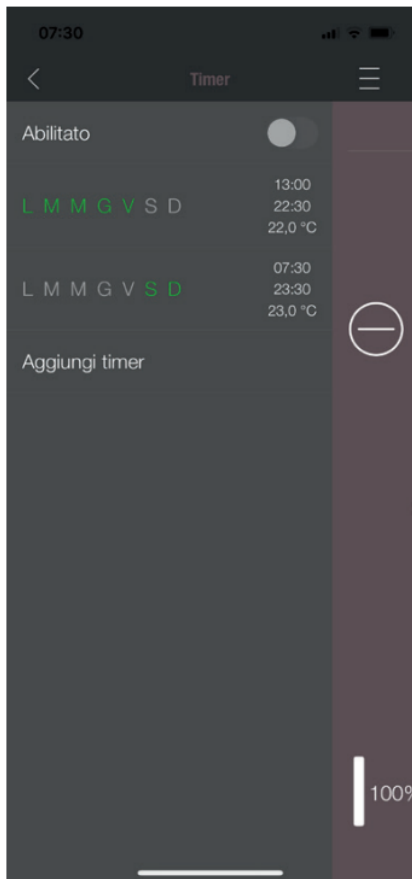 07:30
Timer
Abilitato
L M M G V S D
13:00
22:30
22,0 °C
L M M G V S D
07:30
23:30
23,0 °C
Aggiungi timer
100%